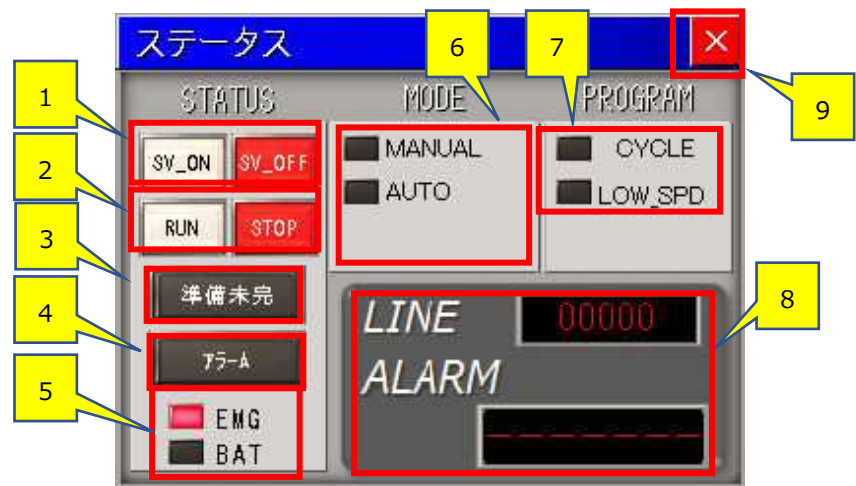 ステータス
×
STATUS
MODE
PROGRAM
SV_ON
SV_OFF
RUN
STOP
準備未完
アラーム
EMG
BAT
MANUAL
AUTO
CYCLE
LOW_SPD
LINE
00000
ALARM
--------
1
2
3
4
5
6
7
8
9